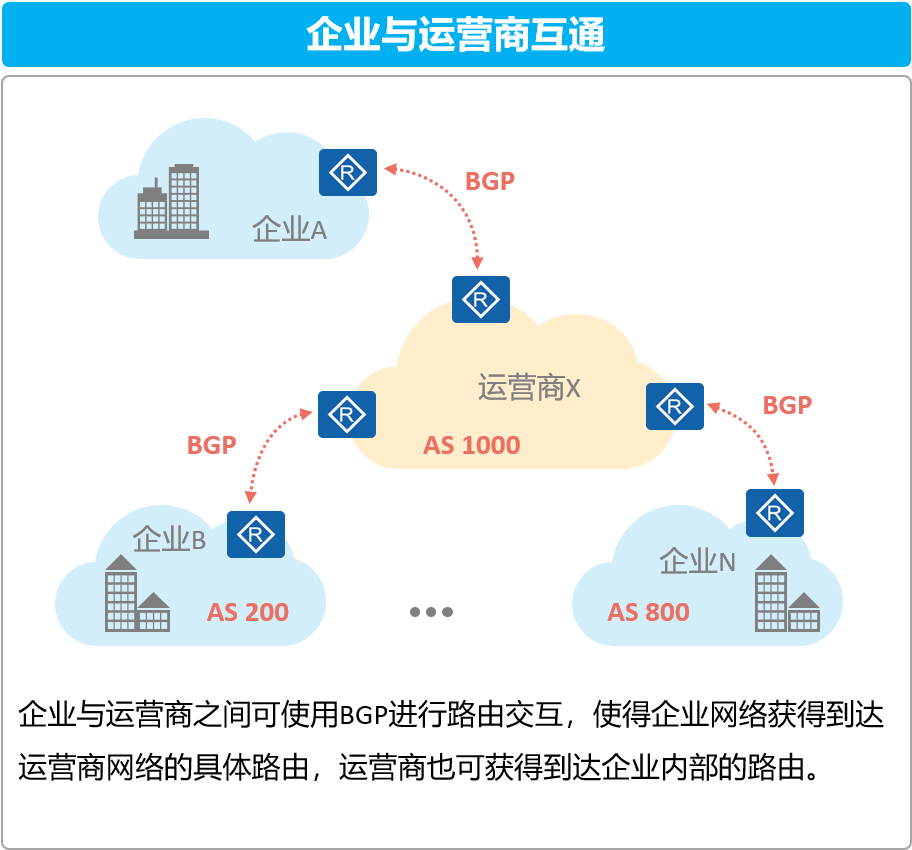 企业与运营商互通
R
BGP
企业A
R
运营商X
R
R
BGP
BGP
AS 1000
R
R
企业B
企业N
AS 200
AS 800
企业与运营商之间可使用BGP进行路由交互，使得企业网络获得到达
运营商网络的具体路由，运营商也可获得到达企业内部的路由。